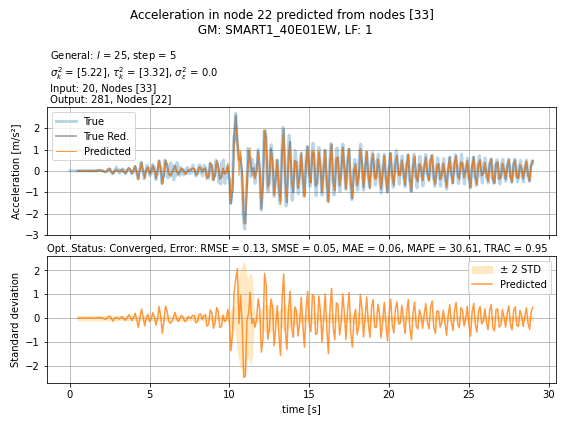 Acceleration in node 22 predicted from nodes [33]
GM: SMART1_40E01EW, LF: 1
General: l = 25, step = 5
σ²ₖ = [5.22], τ²ₖ = [3.32], σ²ε = 0.0
Input: 20, Nodes [33]
Output: 281, Nodes [22]
True
True Red.
Predicted
Acceleration [m/s²]
2
1
0
−1
−2
−3
Opt. Status: Converged, Error: RMSE = 0.13, SMSE = 0.05, MAE = 0.06, MAPE = 30.61, TRAC = 0.95
± 2 STD
Predicted
Standard deviation
2
1
0
−1
−2
0 5 10 15 20 25 30
time [s]